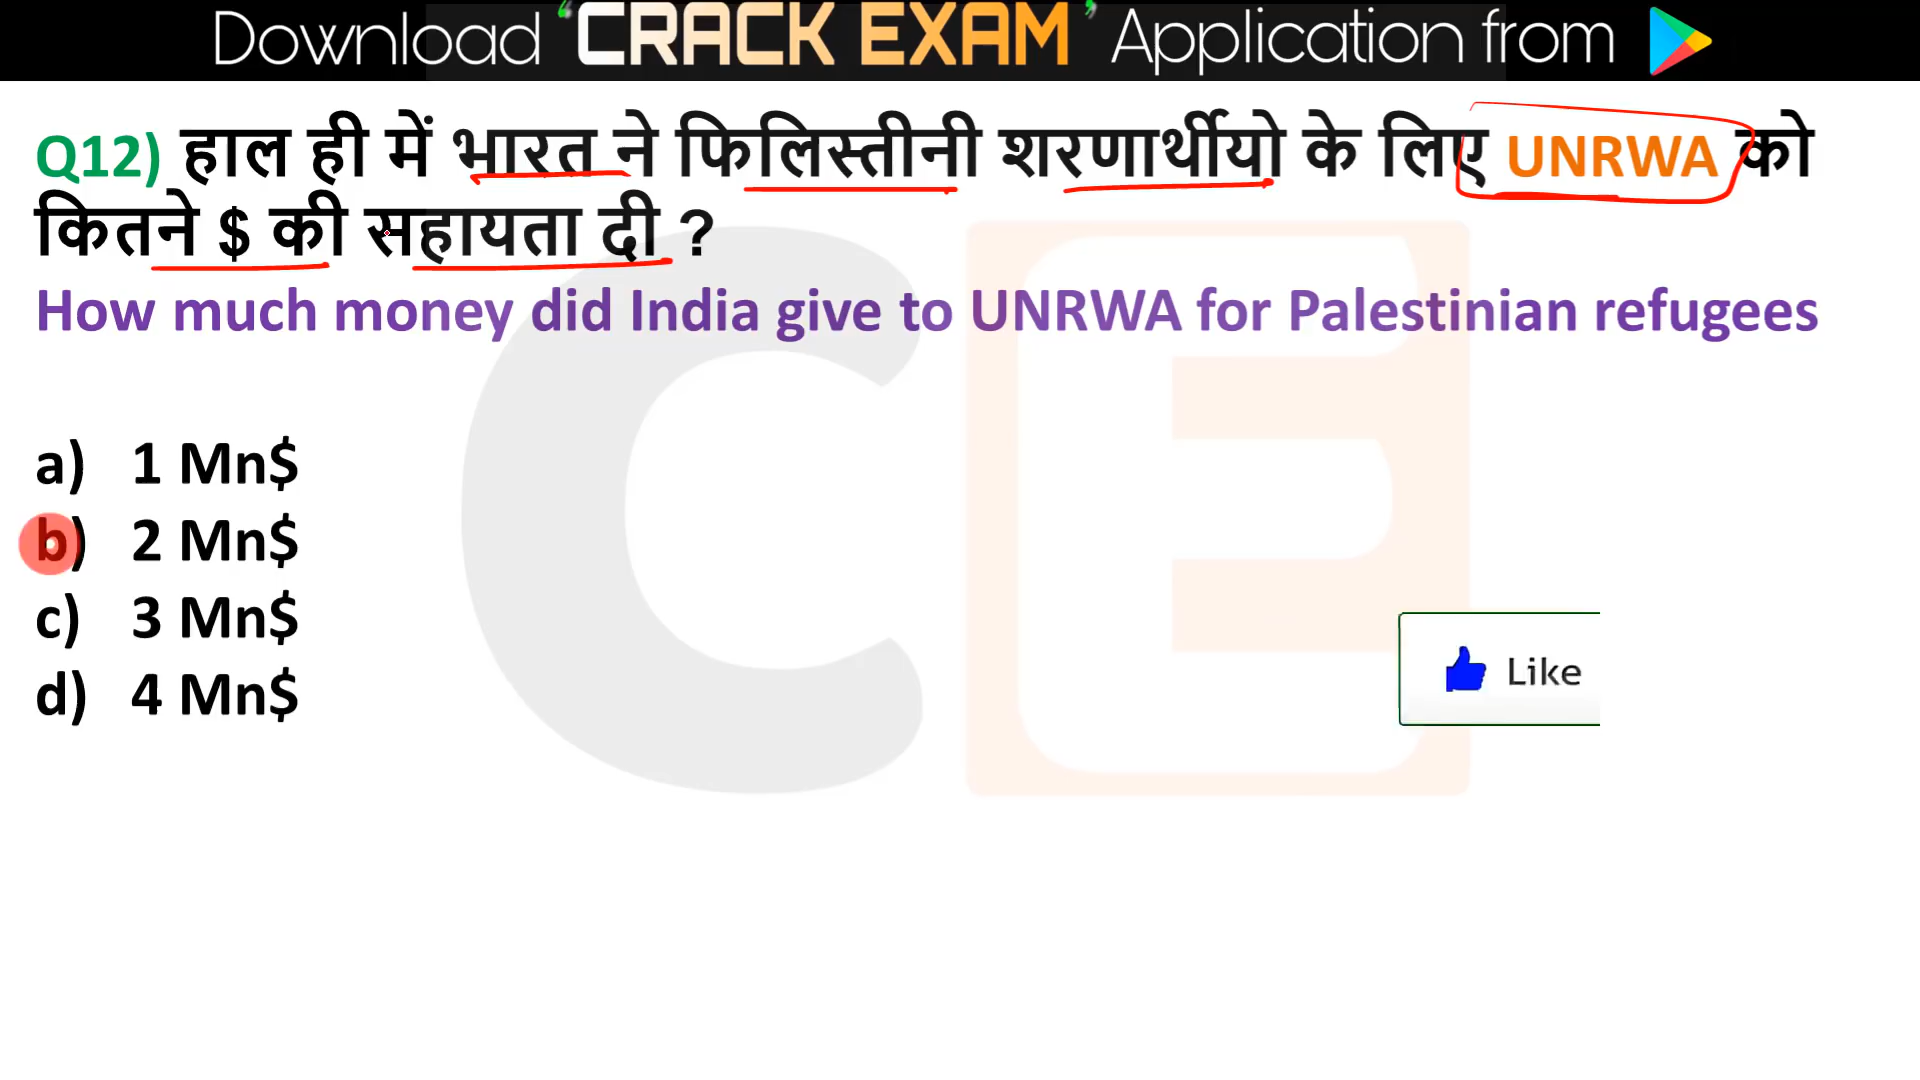 Download ‘CRACK EXAM’ Application from
Q12) हाल ही में भारत ने फिलिस्तीनी शरणार्थीयो के लिए UNRWA को
कितने $ की सहायता दी ?
How much money did India give to UNRWA for Palestinian refugees
a) 1 Mn$
b) 2 Mn$
c) 3 Mn$
d) 4 Mn$
CE
Like